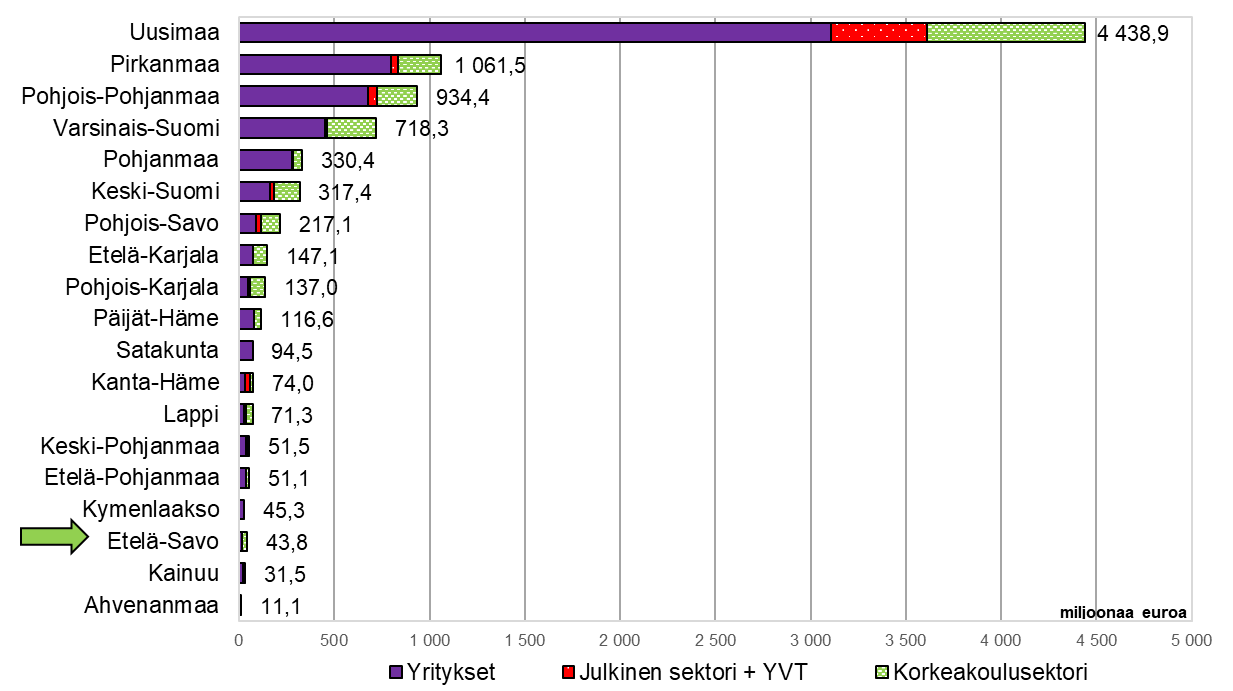 Uusimaa 4 438,9
Pirkanmaa 1 061,5
Pohjois-Pohjanmaa 934,4
Varsinais-Suomi 718,3
Pohjanmaa 330,4
Keski-Suomi 317,4
Pohjois-Savo 217,1
Etelä-Karjala 147,1
Pohjois-Karjala 137,0
Päijät-Häme 116,6
Satakunta 94,5
Kanta-Häme 74,0
Lappi 71,3
Keski-Pohjanmaa 51,5
Etelä-Pohjanmaa 51,1
Kymenlaakso 45,3
Etelä-Savo 43,8
Kainuu 31,5
Ahvenanmaa 11,1
miljoonaa euroa
0 500 1 000 1 500 2 000 2 500 3 000 3 500 4 000 4 500 5 000
Yritykset Julkinen sektori + YVT Korkeakoulusektori